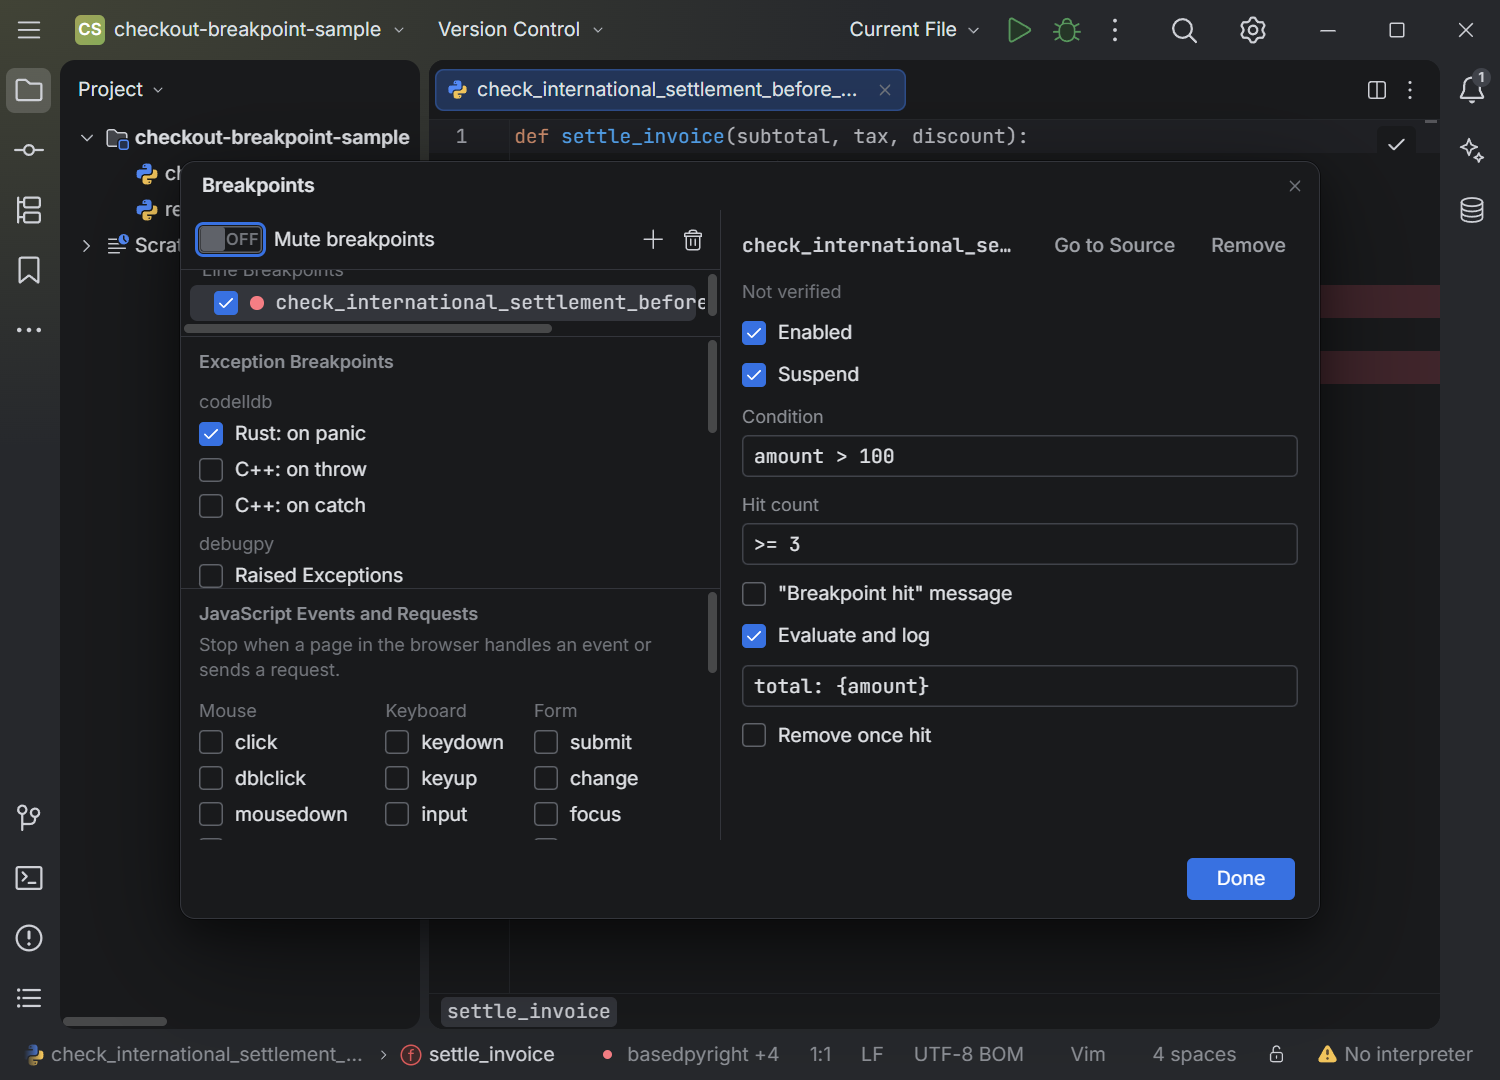 CS checkout-breakpoint-sample Version Control Current File
Project check_international_settlement_before_...
1
checkout-breakpoint-sample 1 def settle_invoice(subtotal, tax, discount):
Breakpoints
OFF Mute breakpoints
check_international_se... Go to Source Remove
Line Breakpoints
check_international_settlement_before
Not verified
Enabled
Suspend
Condition
amount > 100
Hit count
>= 3
"Breakpoint hit" message
Evaluate and log
total: {amount}
Remove once hit
Exception Breakpoints
codelldb
Rust: on panic
C++: on throw
C++: on catch
debugpy
Raised Exceptions
JavaScript Events and Requests
Stop when a page in the browser handles an event or
sends a request.
Mouse Keyboard Form
click keydown submit
dblclick keyup change
mousedown input focus
Done
settle_invoice
check_international_settlement_... › f settle_invoice basedpyright +4 1:1 LF UTF-8 BOM Vim 4 spaces No interpreter